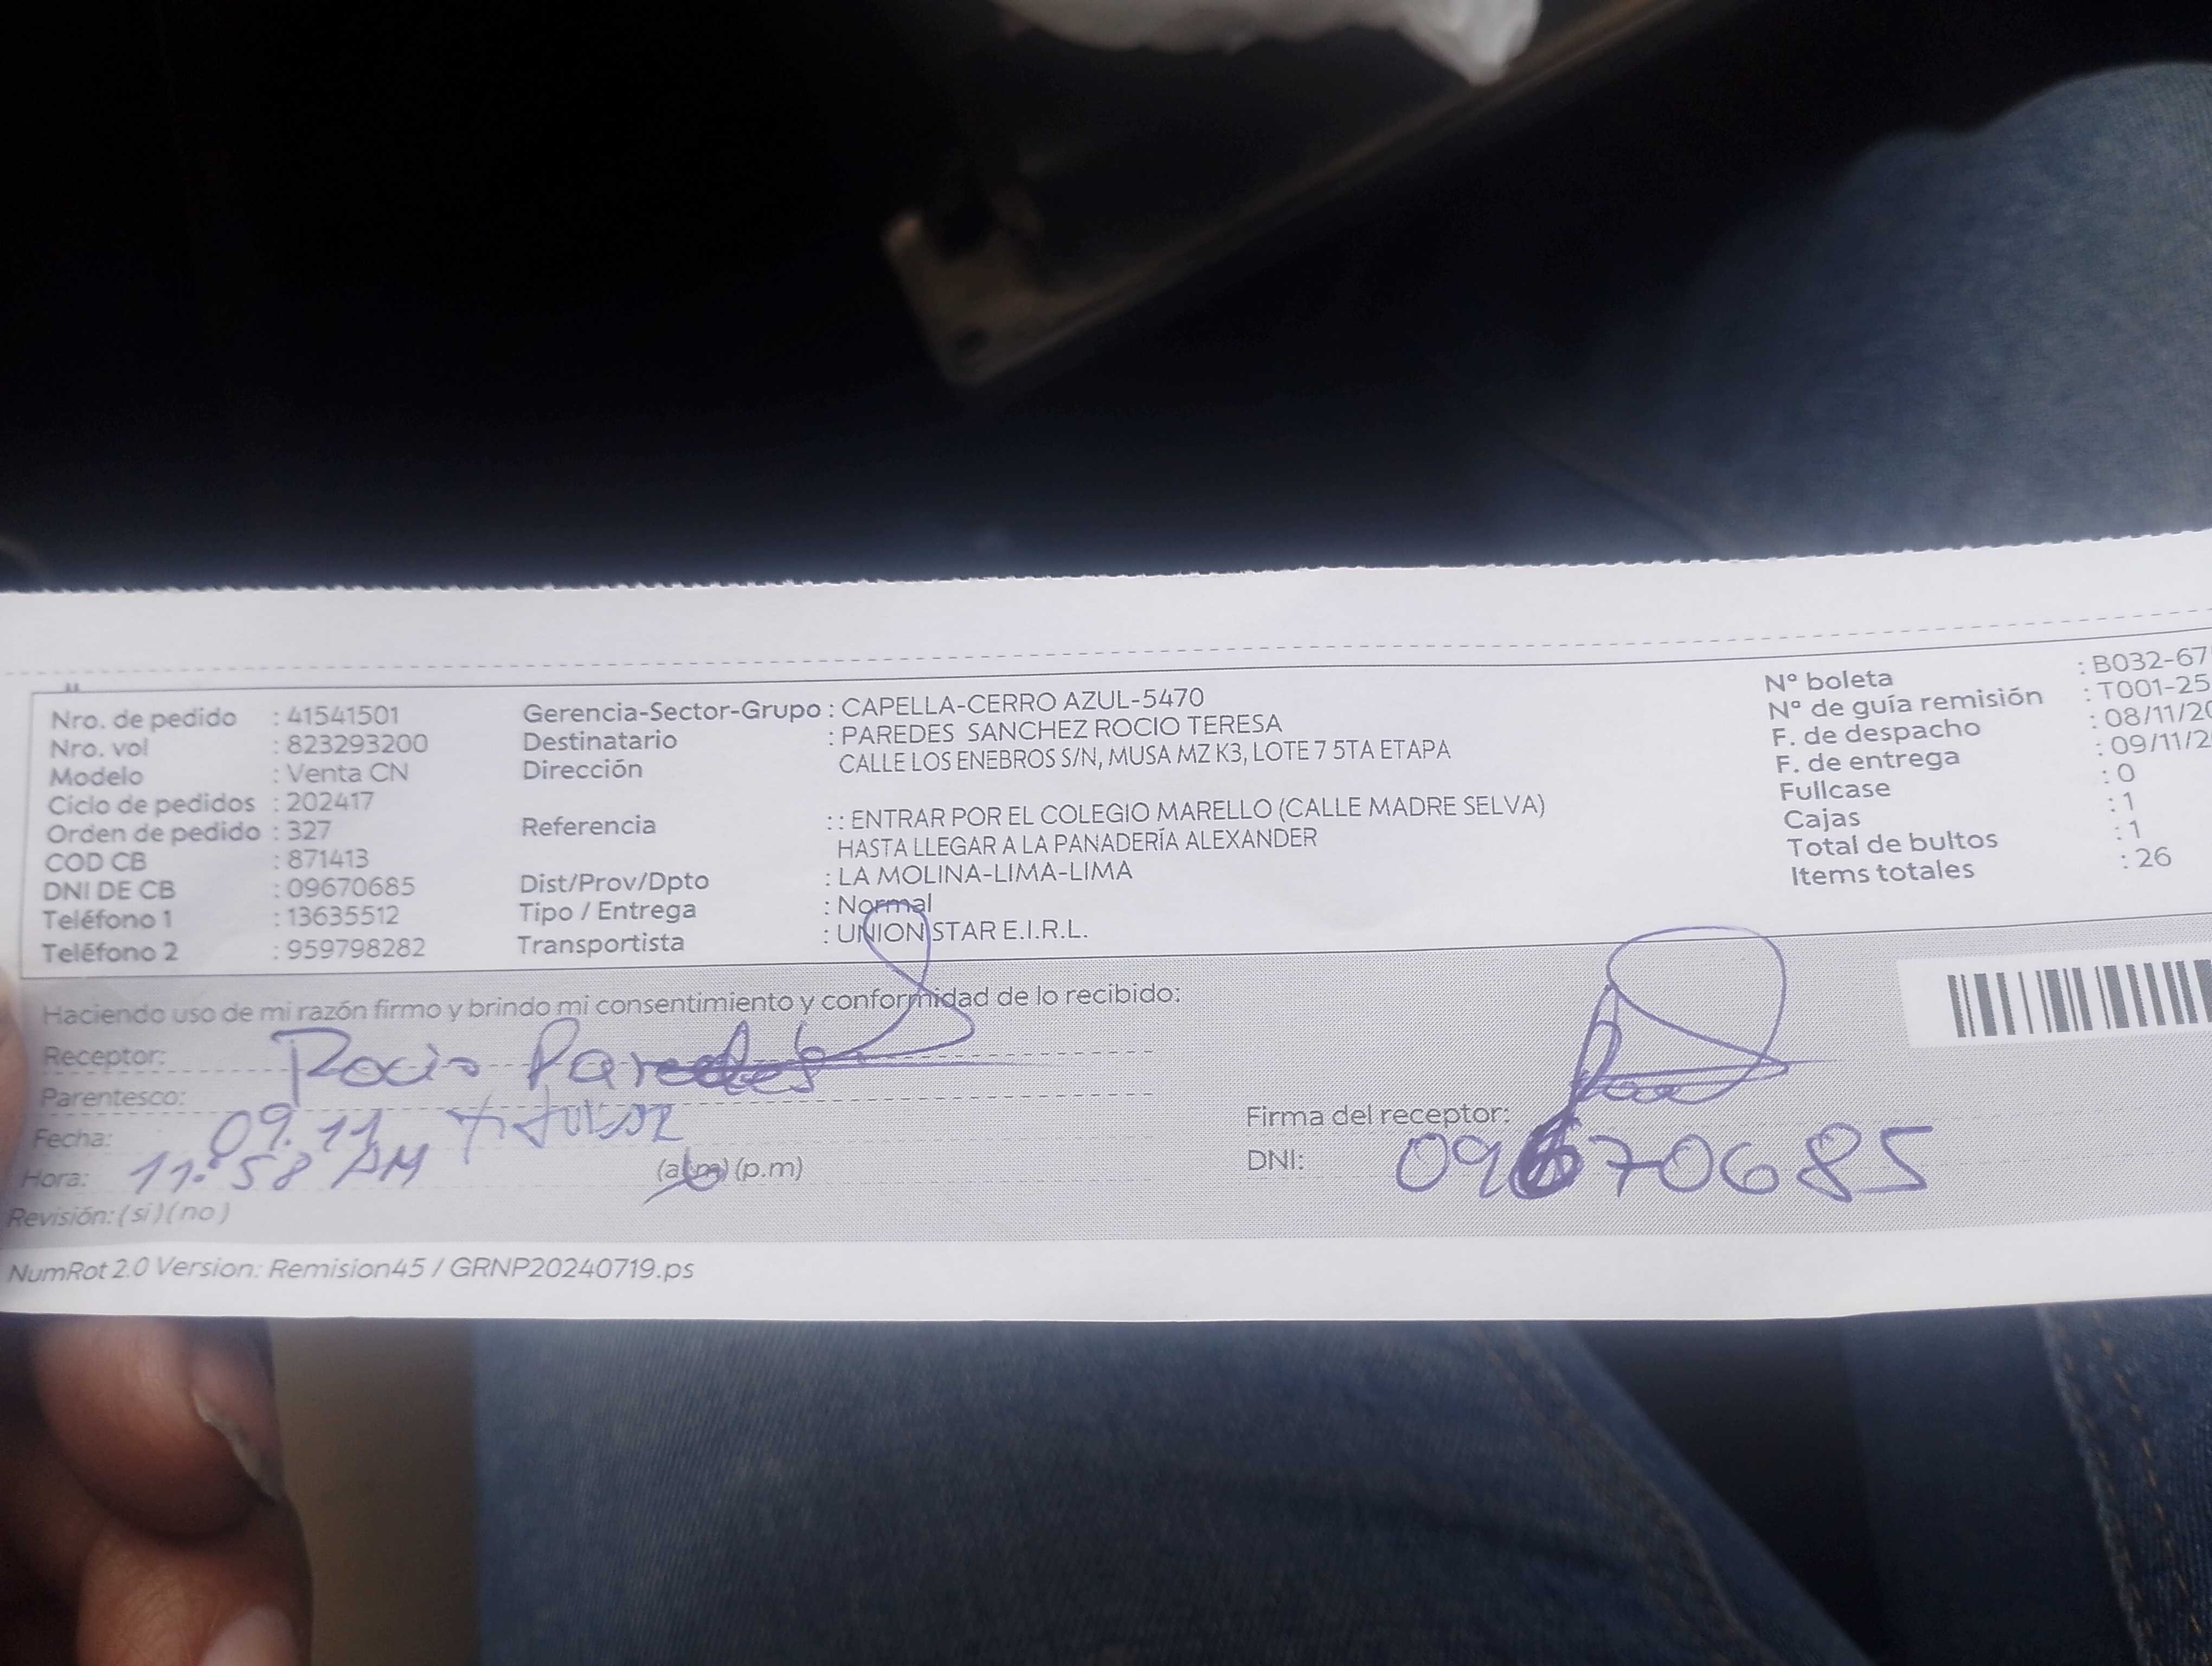 Nro. de pedido : 41541501
Nro. vol : 823293200
Modelo : Venta CN
Ciclo de pedidos : 202417
Orden de pedido : 327
COD CB : 871413
DNI DE CB : 09670685
Teléfono 1 : 13635512
Teléfono 2 : 959798282
Gerencia-Sector-Grupo : CAPELLA-CERRO AZUL-5470
Destinatario : PAREDES SANCHEZ ROCIO TERESA
Dirección CALLE LOS ENEBROS S/N, MUSA MZ K3, LOTE 7 5TA ETAPA
Referencia : : ENTRAR POR EL COLEGIO MARELLO (CALLE MADRE SELVA)
HASTA LLEGAR A LA PANADERÍA ALEXANDER
Dist/Prov/Dpto : LA MOLINA-LIMA-LIMA
Tipo / Entrega : Normal
Transportista : UNION STAR E.I.R.L.
Nº boleta : B032-67
Nº de guía remisión : T001-25
F. de despacho : 08/11/20
F. de entrega : 09/11/2
Fullcase : 0
Cajas : 1
Total de bultos : 1
Items totales : 26
Haciendo uso de mi razón firmo y brindo mi consentimiento y conformidad de lo recibido:
Receptor: Rocio Paredes
Parentesco: titular
Fecha: 09.11
Hora: 11:58 AM (a.m) (p.m)
Revisión: (si) (no)
Firma del receptor:
DNI: 09670685
NumRot 2.0 Version: Remision45 / GRNP20240719.ps